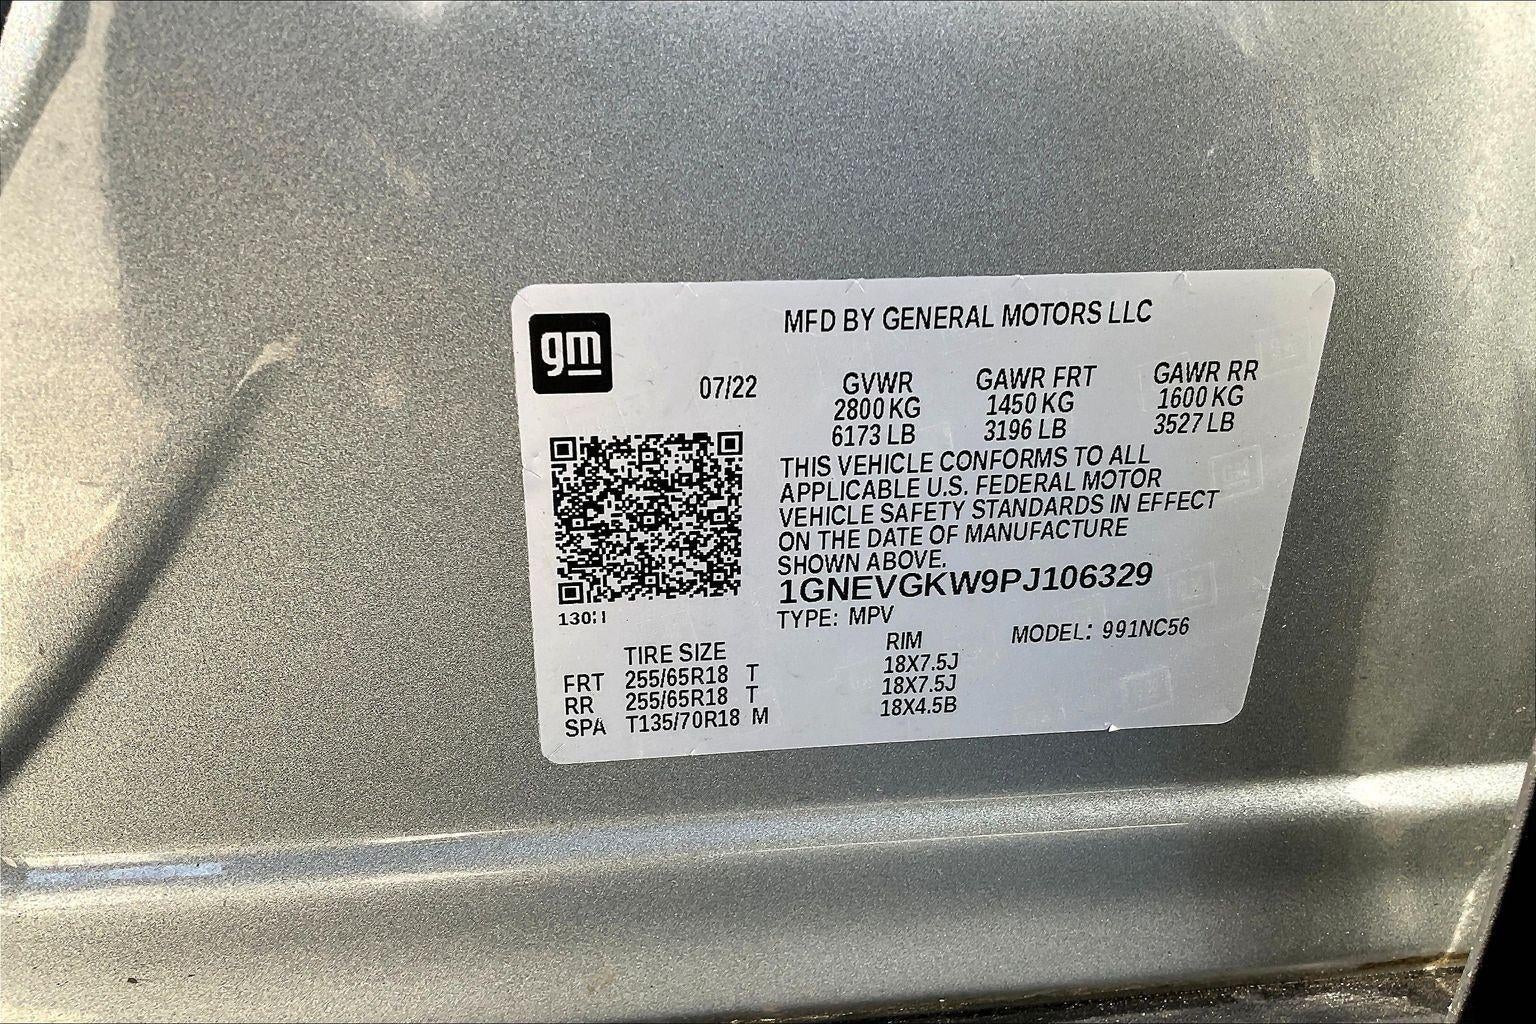 gm
MFD BY GENERAL MOTORS LLC
07/22
GVWR GAWR FRT GAWR RR
2800 KG 1450 KG 1600 KG
6173 LB 3196 LB 3527 LB
THIS VEHICLE CONFORMS TO ALL
APPLICABLE U.S. FEDERAL MOTOR
VEHICLE SAFETY STANDARDS IN EFFECT
ON THE DATE OF MANUFACTURE
SHOWN ABOVE.
1GNEVGKW9PJ106329
TYPE: MPV
MODEL: 991NC56
TIRE SIZE RIM
FRT 255/65R18 T 18X7.5J
RR 255/65R18 T 18X7.5J
SPA T135/70R18 M 18X4.5B